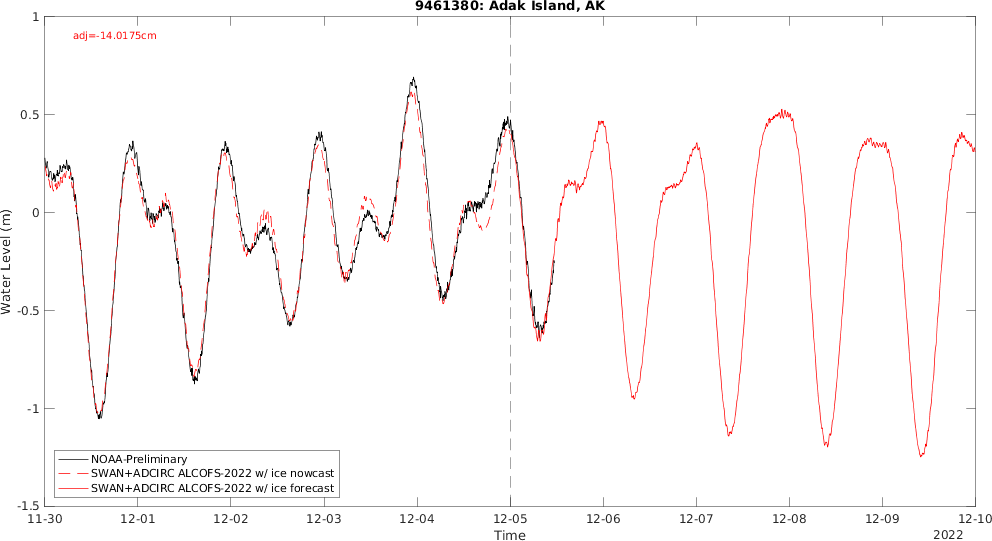 9461380: Adak Island, AK
adj=-14.0175cm
1
0.5
0
-0.5
-1
-1.5
Water Level (m)
NOAA-Preliminary
SWAN+ADCIRC ALCOFS-2022 w/ ice nowcast
SWAN+ADCIRC ALCOFS-2022 w/ ice forecast
11-30 12-01 12-02 12-03 12-04 12-05 12-06 12-07 12-08 12-09 12-10
Time
2022